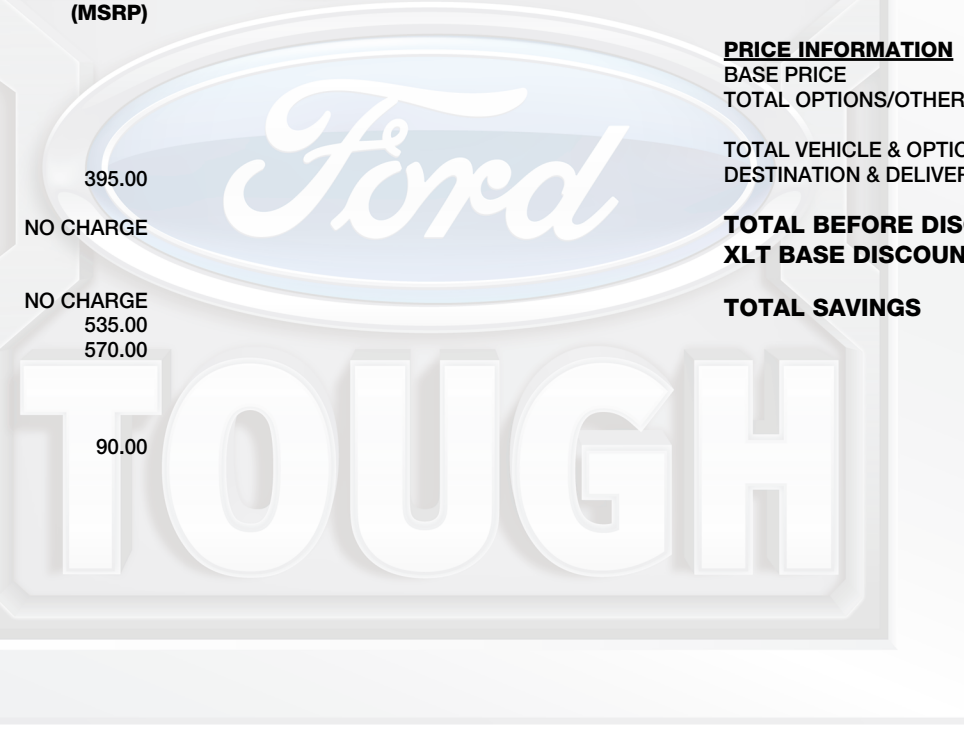 (MSRP)
395.00
NO CHARGE
NO CHARGE
535.00
570.00
90.00
PRICE INFORMATION
BASE PRICE
TOTAL OPTIONS/OTHER
TOTAL VEHICLE & OPTIO
DESTINATION & DELIVER
TOTAL BEFORE DIS
XLT BASE DISCOUN
TOTAL SAVINGS
Ford
TOUGH